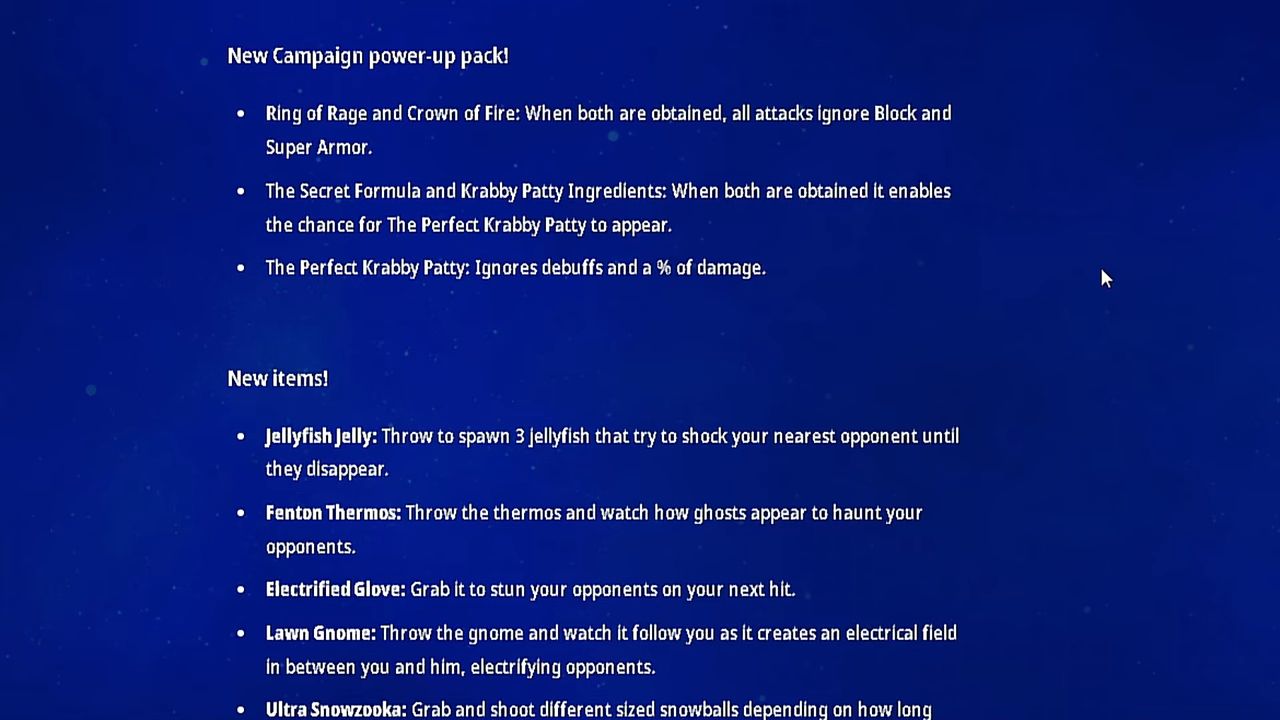 New Campaign power-up pack!
• Ring of Rage and Crown of Fire: When both are obtained, all attacks ignore Block and
Super Armor.
• The Secret Formula and Krabby Patty Ingredients: When both are obtained it enables
the chance for The Perfect Krabby Patty to appear.
• The Perfect Krabby Patty: Ignores debuffs and a % of damage.
New items!
• Jellyfish Jelly: Throw to spawn 3 jellyfish that try to shock your nearest opponent until
they disappear.
• Fenton Thermos: Throw the thermos and watch how ghosts appear to haunt your
opponents.
• Electrified Glove: Grab it to stun your opponents on your next hit.
• Lawn Gnome: Throw the gnome and watch it follow you as it creates an electrical field
in between you and him, electrifying opponents.
• Ultra Snowzooka: Grab and shoot different sized snowballs depending on how long